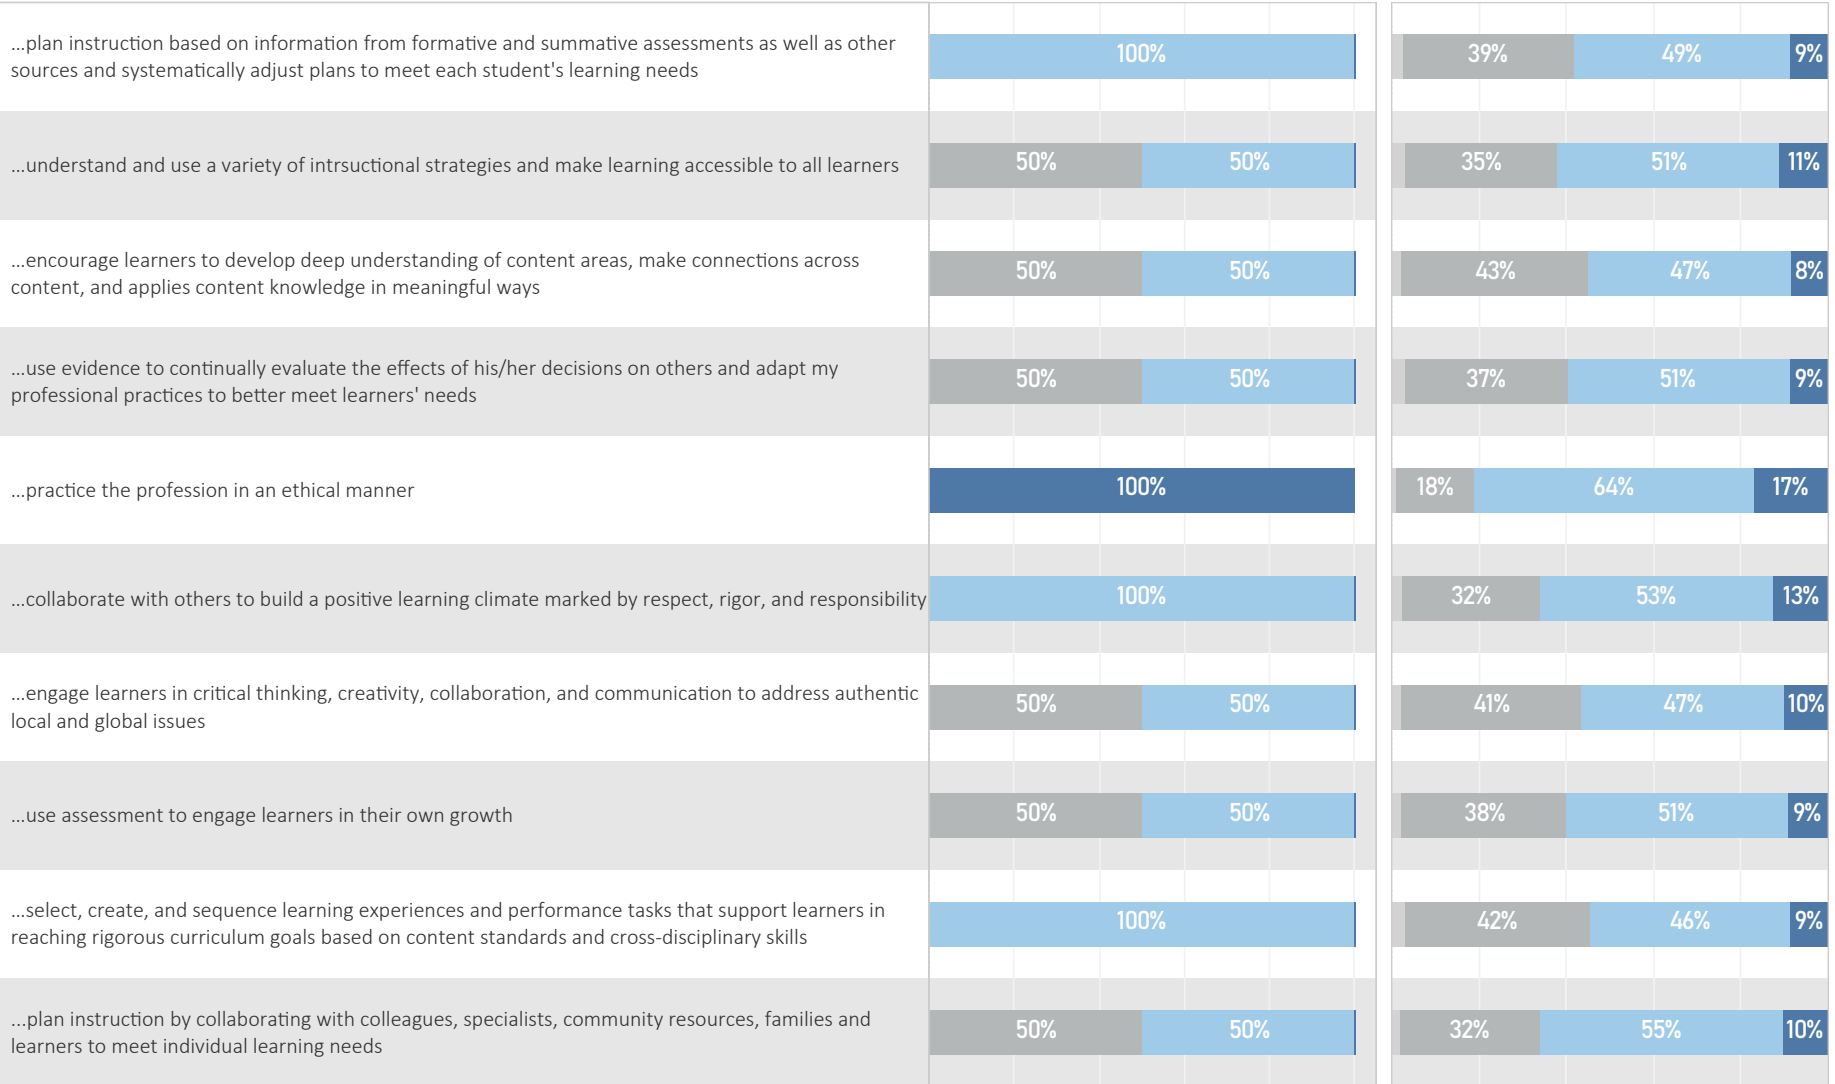 ...plan instruction based on information from formative and summative assessments as well as other
sources and systematically adjust plans to meet each student's learning needs
100%
39% 49% 9%
...understand and use a variety of intrsuctional strategies and make learning accessible to all learners
50% 50%
35% 51% 11%
...encourage learners to develop deep understanding of content areas, make connections across
content, and applies content knowledge in meaningful ways
50% 50%
43% 47% 8%
...use evidence to continually evaluate the effects of his/her decisions on others and adapt my
professional practices to better meet learners' needs
50% 50%
37% 51% 9%
...practice the profession in an ethical manner
100%
18% 64% 17%
...collaborate with others to build a positive learning climate marked by respect, rigor, and responsibility
100%
32% 53% 13%
...engage learners in critical thinking, creativity, collaboration, and communication to address authentic
local and global issues
50% 50%
41% 47% 10%
...use assessment to engage learners in their own growth
50% 50%
38% 51% 9%
...select, create, and sequence learning experiences and performance tasks that support learners in
reaching rigorous curriculum goals based on content standards and cross-disciplinary skills
100%
42% 46% 9%
...plan instruction by collaborating with colleagues, specialists, community resources, families and
learners to meet individual learning needs
50% 50%
32% 55% 10%